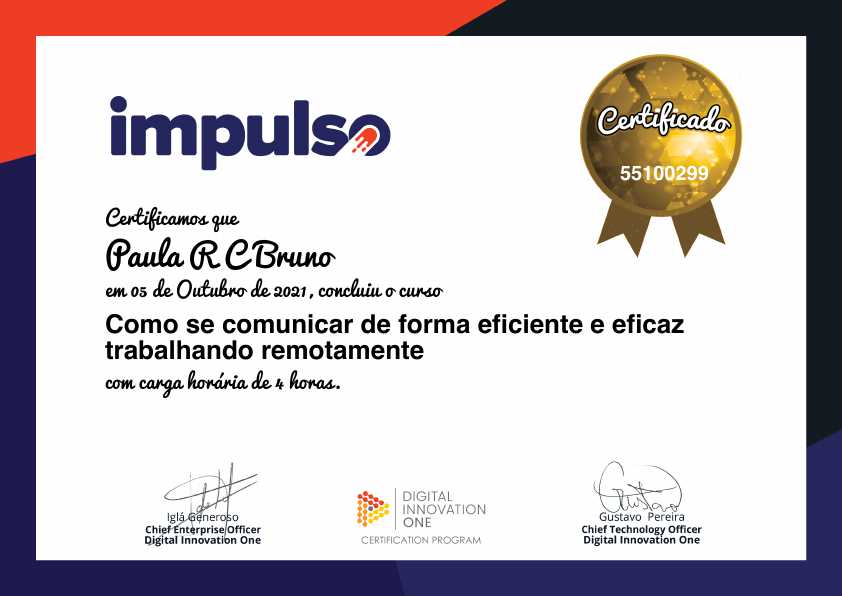 impulso
Certificado
55100299
Certificamos que
Paula R C Bruno
em 05 de Outubro de 2021, concluiu o curso
Como se comunicar de forma eficiente e eficaz
trabalhando remotamente
com carga horária de 4 horas.
Iglá Generoso
Chief Enterprise Officer
Digital Innovation One
DIGITAL
INNOVATION
ONE
CERTIFICATION PROGRAM
Gustavo Pereira
Chief Technology Officer
Digital Innovation One